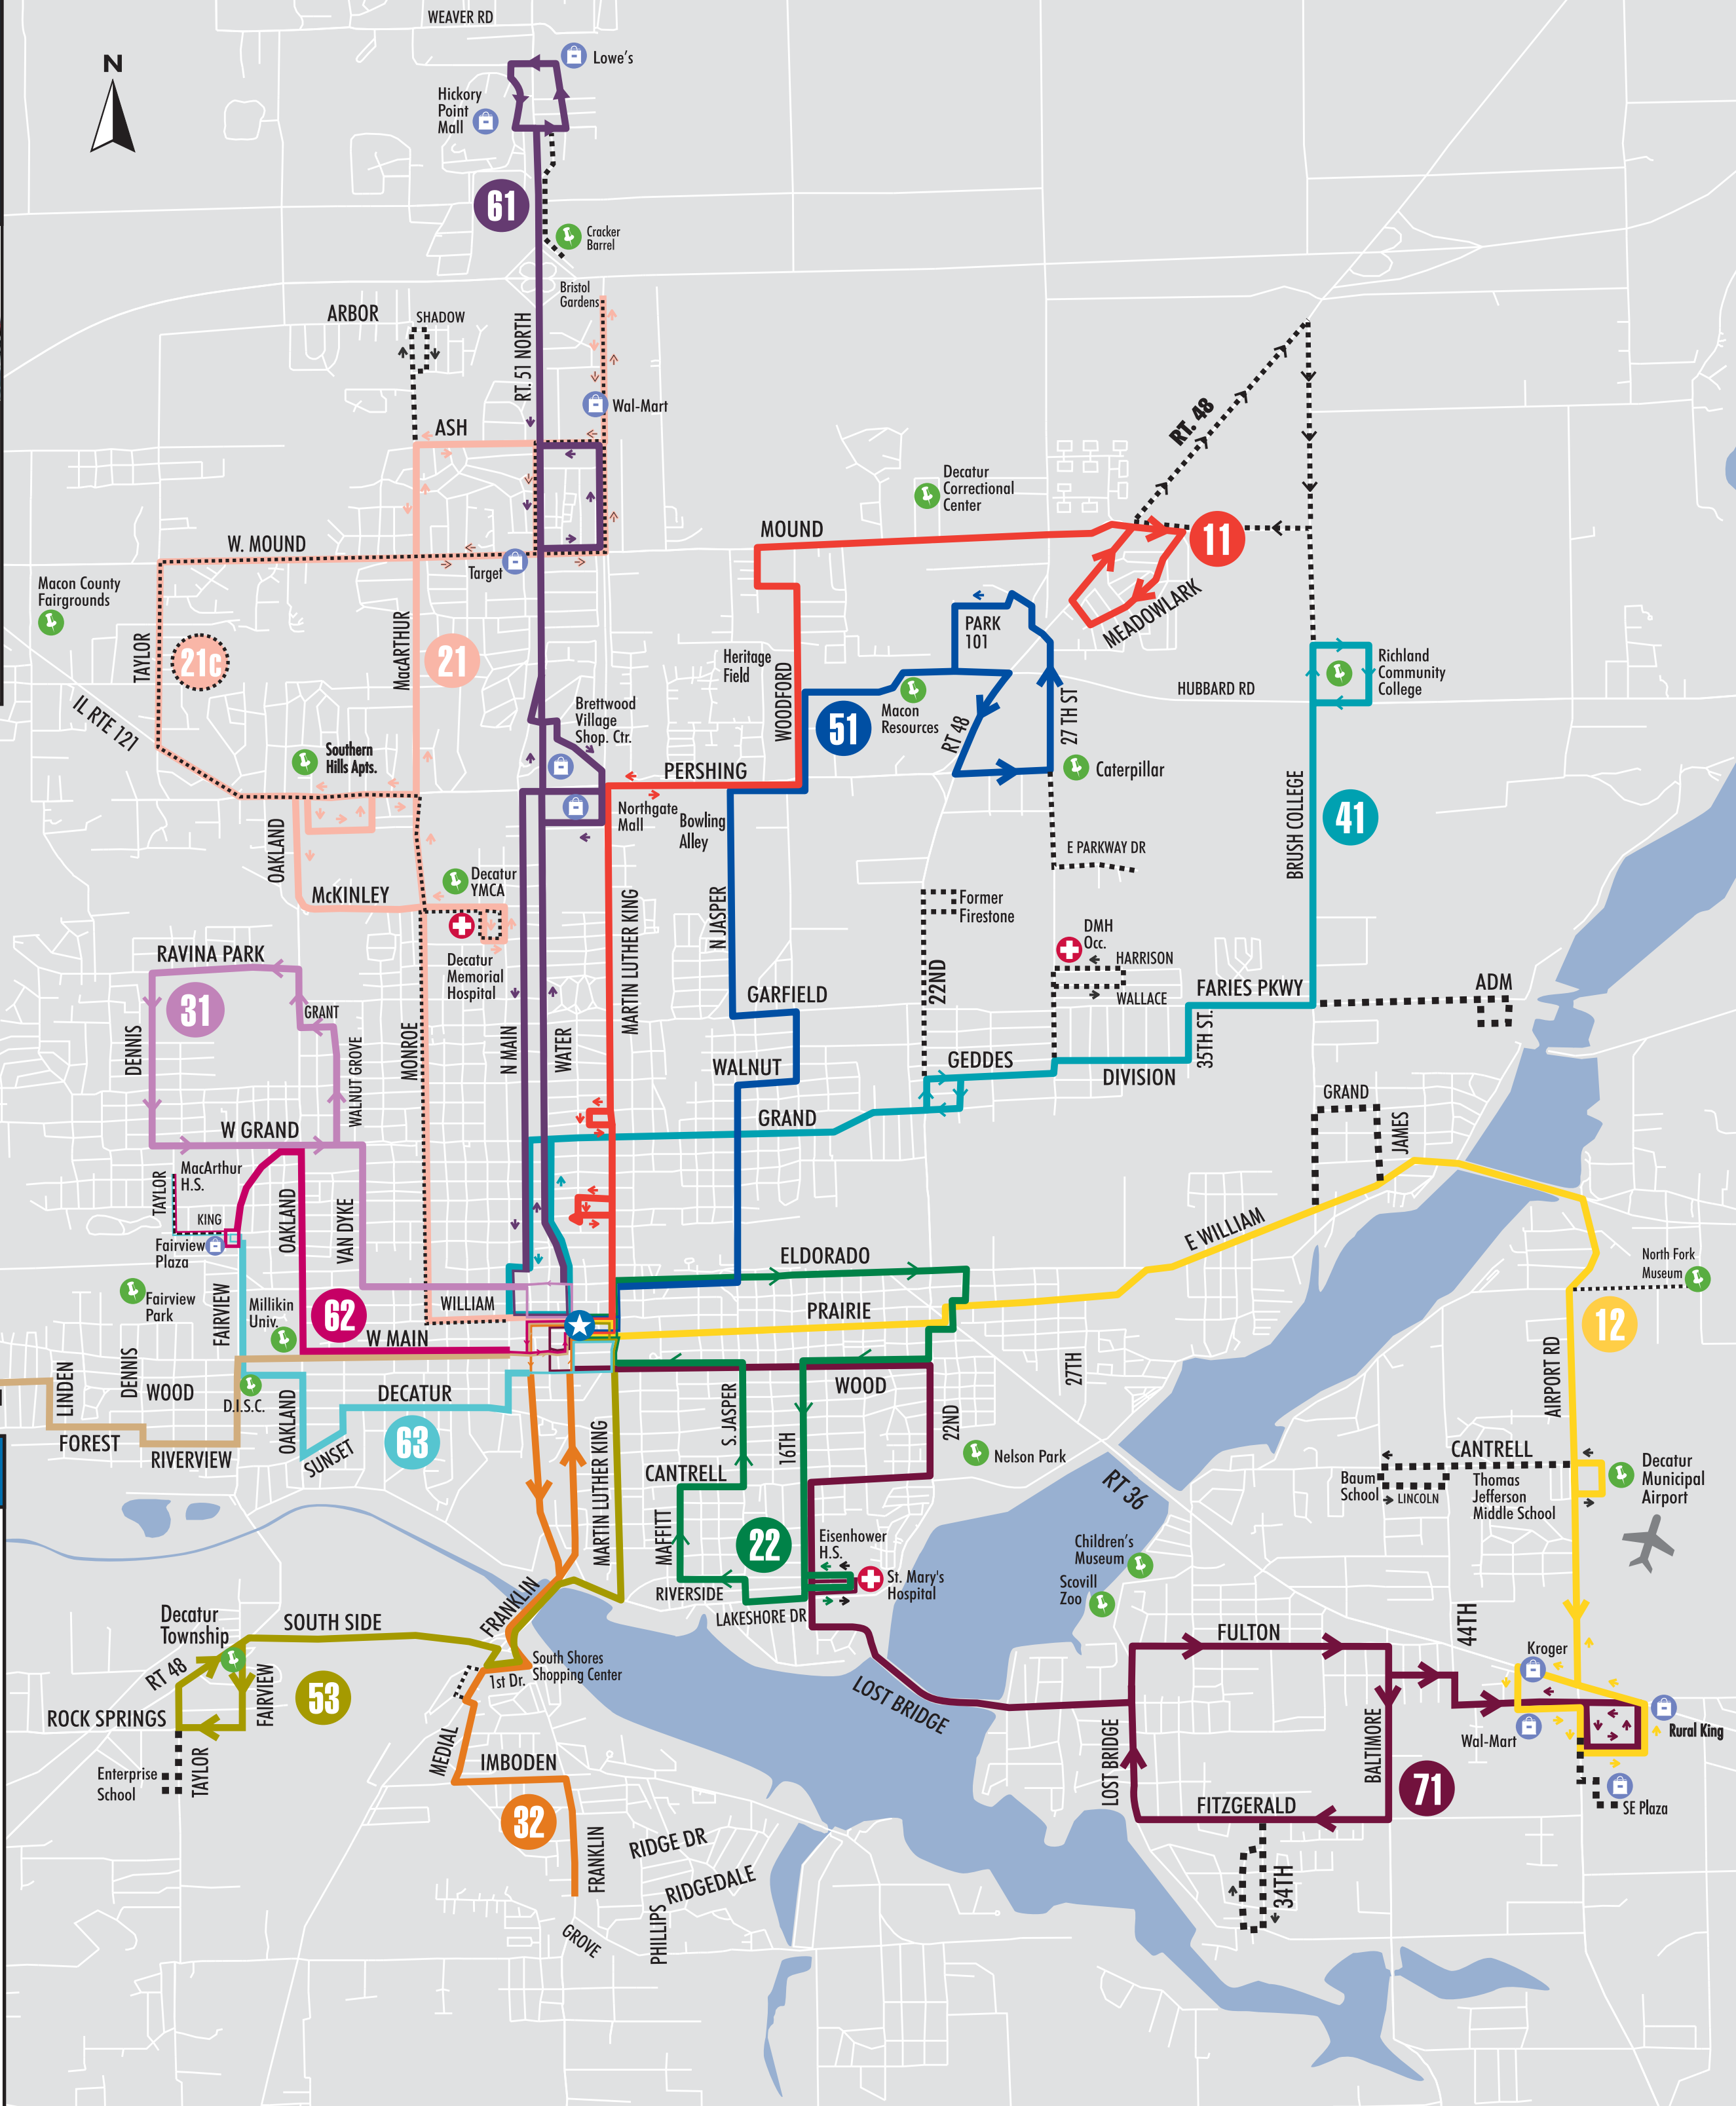 WEAVER RD
N
Lowe's
Hickory
Point
Mall
61
Cracker
Barrel
Bristol
Gardens
ARBOR
SHADOW
RT. 51 NORTH
Wal-Mart
ASH
RT. 48
Decatur
Correctional
Center
MOUND
11
W. MOUND
Target
Macon County
Fairgrounds
TAYLOR
21c
MacARTHUR
21
PARK
101
MEADOWLARK
Heritage
Field
WOODFORD
Richland
Community
College
HUBBARD RD
IL RTE 121
Brettwood
Village
Shop. Ctr.
51
Macon
Resources
RT 48
27 TH ST
Southern
Hills Apts.
PERSHING
Caterpillar
Northgate
Mall
Bowling
Alley
BRUSH COLLEGE
41
OAKLAND
E PARKWAY DR
McKINLEY
Decatur
YMCA
Former
Firestone
MARTIN LUTHER KING
N JASPER
DMH
Occ.
HARRISON
RAVINA PARK
Decatur
Memorial
Hospital
22ND
WALLACE
FARIES PKWY
ADM
31
GRANT
GARFIELD
35TH ST.
DENNIS
WALNUT GROVE
MONROE
N MAIN
WATER
WALNUT
GEDDES
DIVISION
GRAND
JAMES
W GRAND
GRAND
MacArthur
H.S.
TAYLOR
KING
OAKLAND
VAN DYKE
Fairview
Plaza
E WILLIAM
ELDORADO
North Fork
Museum
Fairview
Park
FAIRVIEW
Millikin
Univ.
62
WILLIAM
PRAIRIE
12
W MAIN
LINDEN
DENNIS
WOOD
D.I.S.C.
OAKLAND
DECATUR
WOOD
27TH
AIRPORT RD
FOREST
RIVERVIEW
SUNSET
63
S. JASPER
16TH
22ND
Nelson Park
CANTRELL
MARTIN LUTHER KING
CANTRELL
RT 36
Baum
School
LINCOLN
Thomas
Jefferson
Middle School
Decatur
Municipal
Airport
MAFFITT
22
Eisenhower
H.S.
St. Mary's
Hospital
Children's
Museum
Scovill
Zoo
RIVERSIDE
LAKESHORE DR
FRANKLIN
Decatur
Township
SOUTH SIDE
South Shores
Shopping Center
1st Dr.
FULTON
44TH
Kroger
RT 48
FAIRVIEW
53
ROCK SPRINGS
LOST BRIDGE
LOST BRIDGE
BALTIMORE
Wal-Mart
Rural King
MEDIAL
IMBODEN
Enterprise
School
TAYLOR
71
FITZGERALD
SE Plaza
32
FRANKLIN
RIDGE DR
RIDGEDALE
34TH
PHILLIPS
GROVE